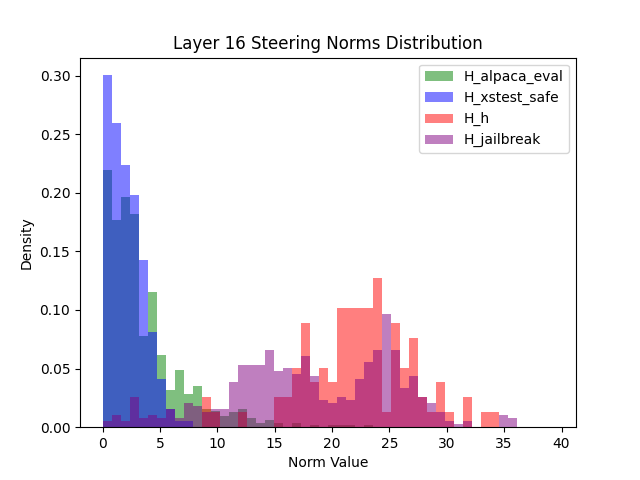 Layer 16 Steering Norms Distribution
H_alpaca_eval
H_xstest_safe
H_h
H_jailbreak
Density
0.30
0.25
0.20
0.15
0.10
0.05
0.00
0 5 10 15 20 25 30 35 40
Norm Value